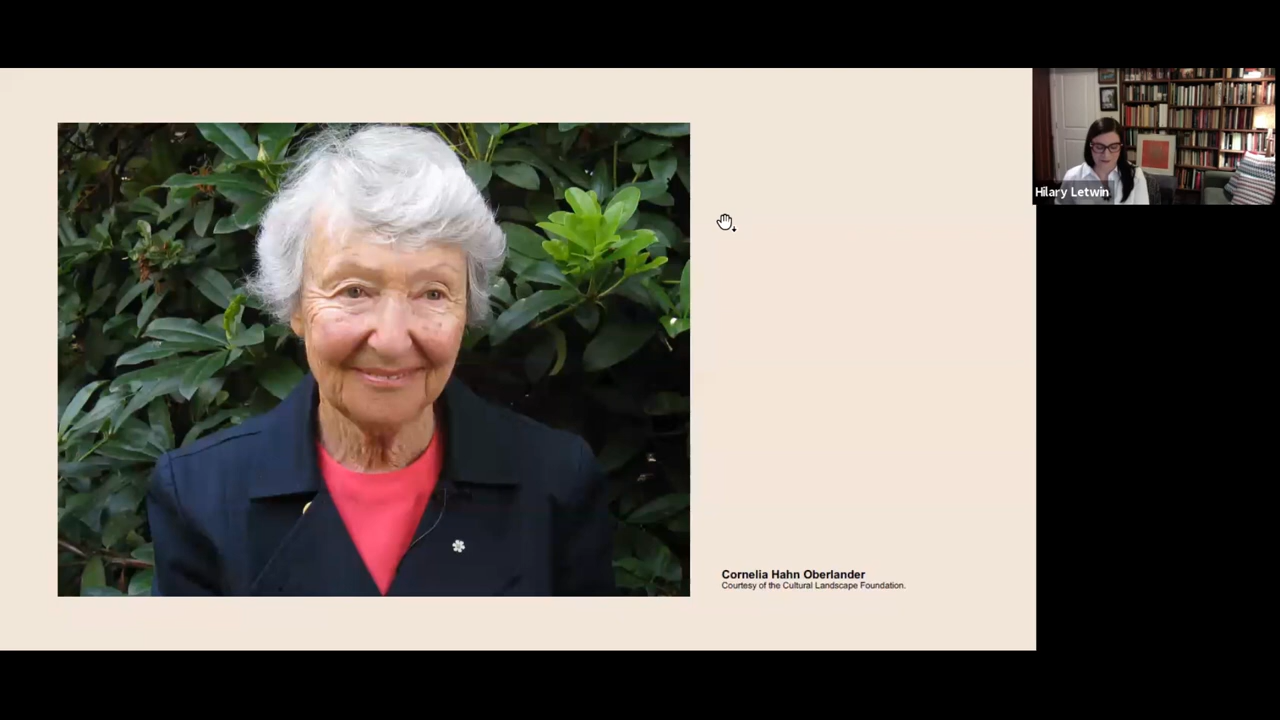 Hilary Letwin
Cornelia Hahn Oberlander
Courtesy of the Cultural Landscape Foundation.